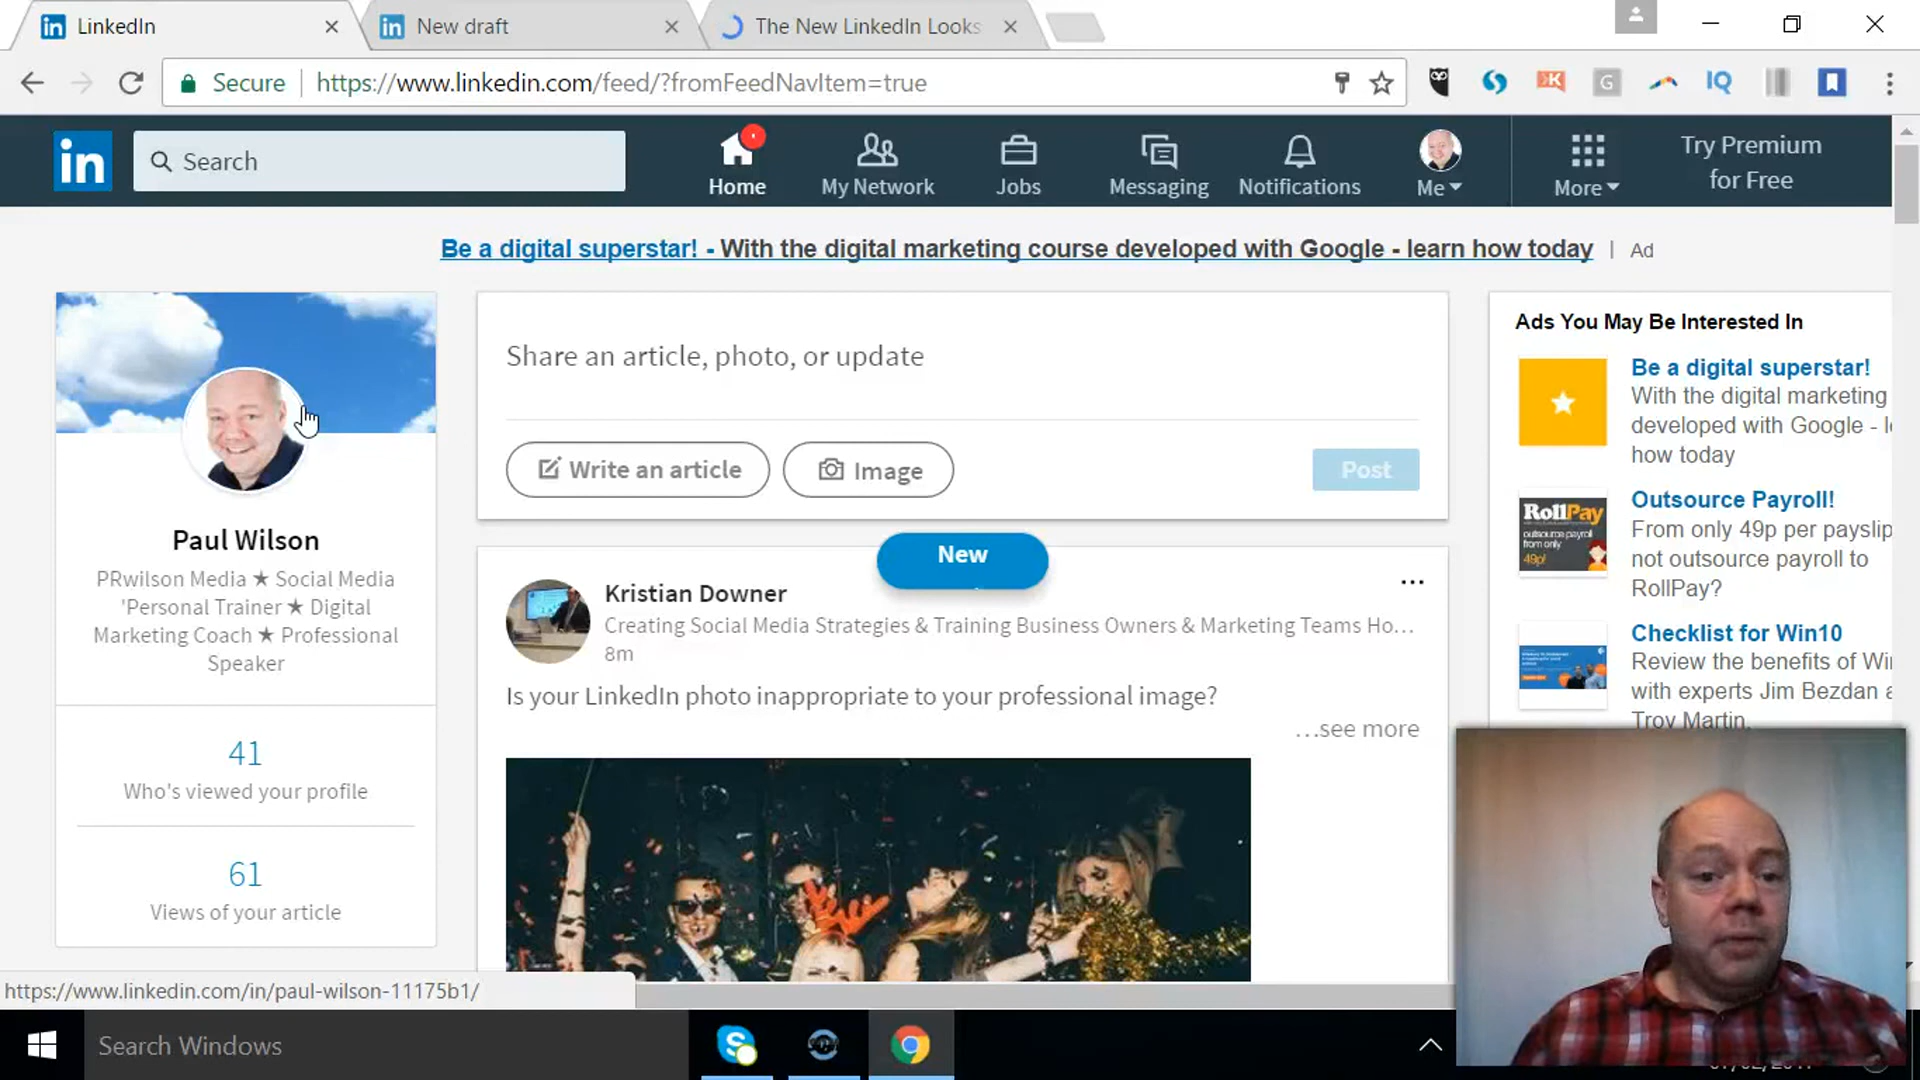 LinkedIn
New draft
The New LinkedIn Looks
Secure
https://www.linkedin.com/feed/?fromFeedNavItem=true
in
Search
Home
My Network
Jobs
Messaging
Notifications
Me
More
Try Premium
for Free
Be a digital superstar! - With the digital marketing course developed with Google - learn how today | Ad
Paul Wilson
PRwilson Media ★ Social Media
'Personal Trainer ★ Digital
Marketing Coach ★ Professional
Speaker
41
Who's viewed your profile
61
Views of your article
Share an article, photo, or update
Write an article
Image
Post
New
Kristian Downer
Creating Social Media Strategies & Training Business Owners & Marketing Teams Ho...
8m
Is your LinkedIn photo inappropriate to your professional image?
...see more
Ads You May Be Interested In
Be a digital superstar!
With the digital marketing
developed with Google - l
how today
RollPay
outsource payroll
from only
49p!
Outsource Payroll!
From only 49p per payslip
not outsource payroll to
RollPay?
Checklist for Win10
Review the benefits of Wi
with experts Jim Bezdan a
Troy Martin.
https://www.linkedin.com/in/paul-wilson-11175b1/
Search Windows